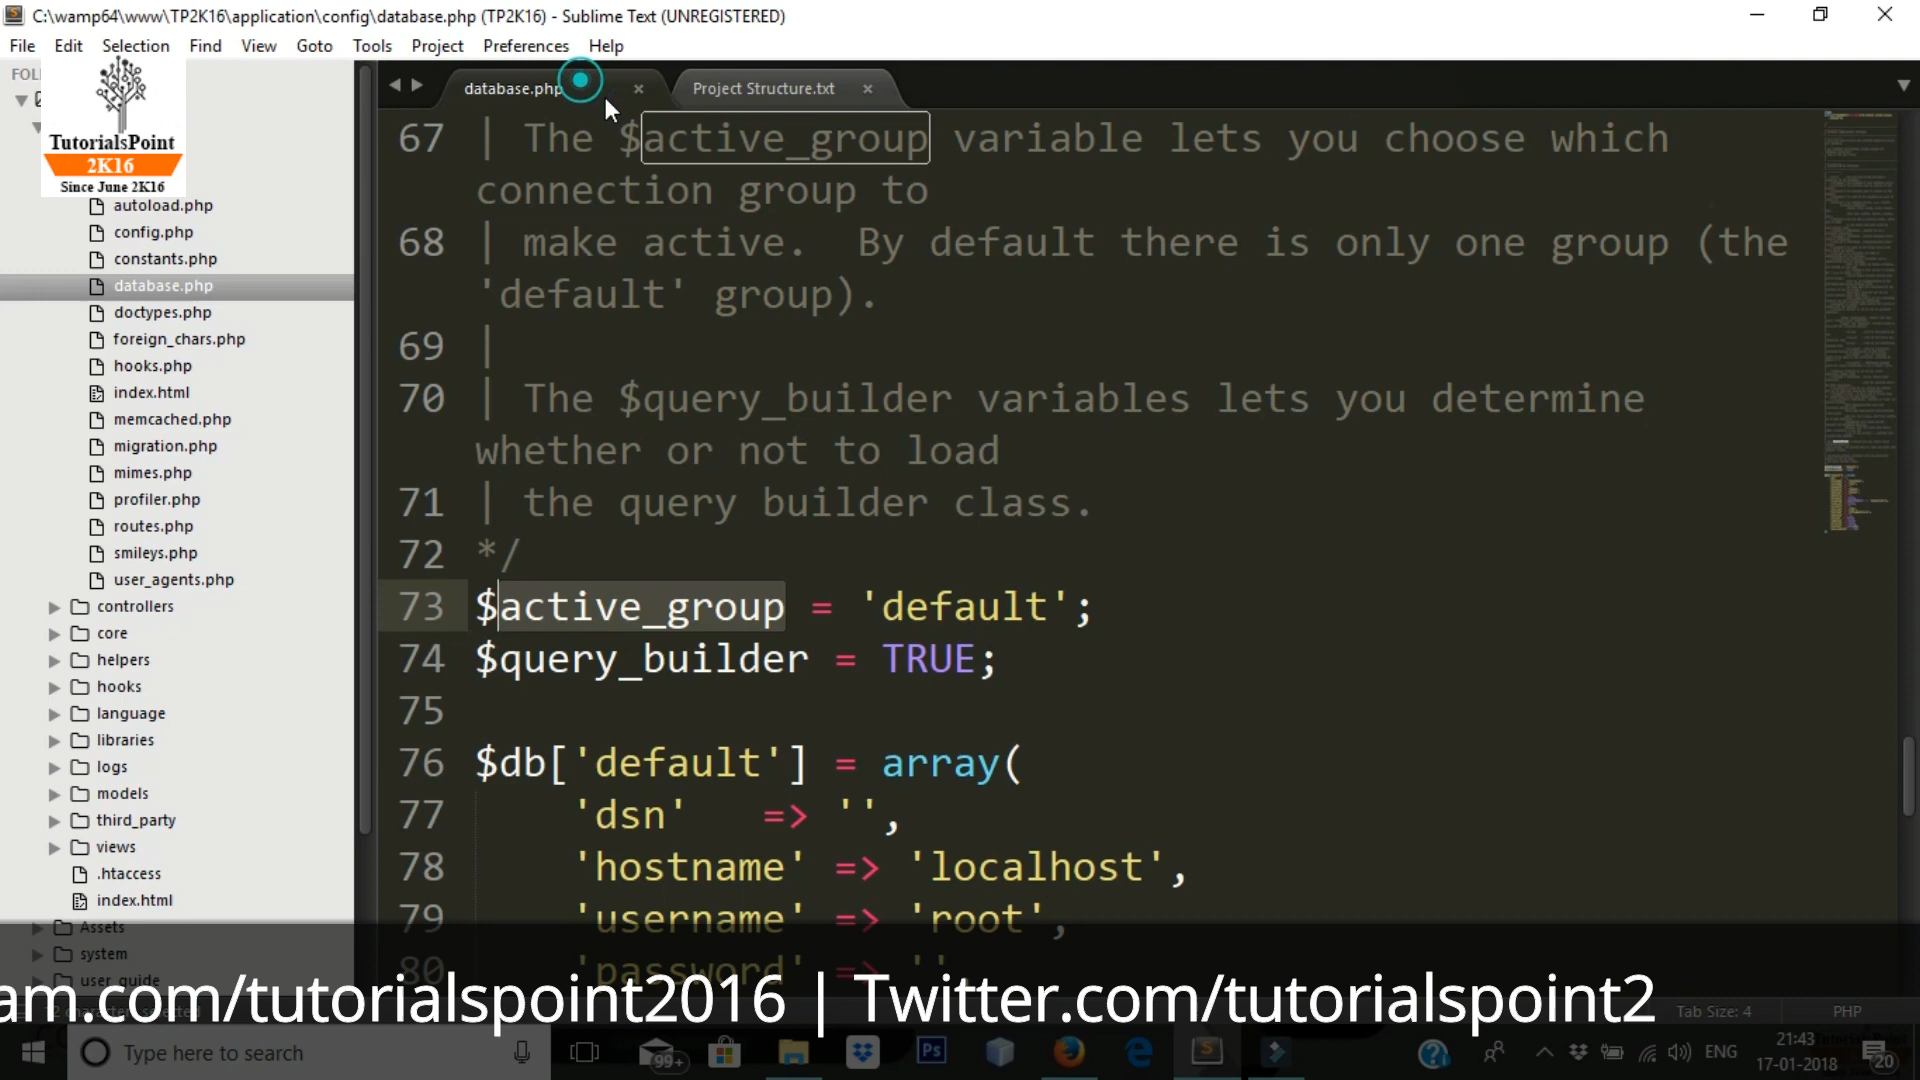 C:\wamp64\www\TP2K16\application\config\database.php (TP2K16) - Sublime Text (UNREGISTERED)
File Edit Selection Find View Goto Tools Project Preferences Help
FOL
TutorialsPoint
2K16
Since June 2K16
autoload.php
config.php
constants.php
database.php
doctypes.php
foreign_chars.php
hooks.php
index.html
memcached.php
migration.php
mimes.php
profiler.php
routes.php
smileys.php
user_agents.php
controllers
core
helpers
hooks
language
libraries
logs
models
third_party
views
.htaccess
index.html
Assets
system
user_guide
database.php
Project Structure.txt
67 | The $active_group variable lets you choose which
connection group to
68 | make active.  By default there is only one group (the
'default' group).
69 |
70 | The $query_builder variables lets you determine
whether or not to load
71 | the query builder class.
72 */
73 $active_group = 'default';
74 $query_builder = TRUE;
75
76 $db['default'] = array(
77 'dsn' => '',
78 'hostname' => 'localhost',
79 'username' => 'root',
80 'password' => '',
am.com/tutorialspoint2016 | Twitter.com/tutorialspoint2
Tab Size: 4 PHP
Type here to search
99+
Ps
ENG
21:43
17-01-2018
20